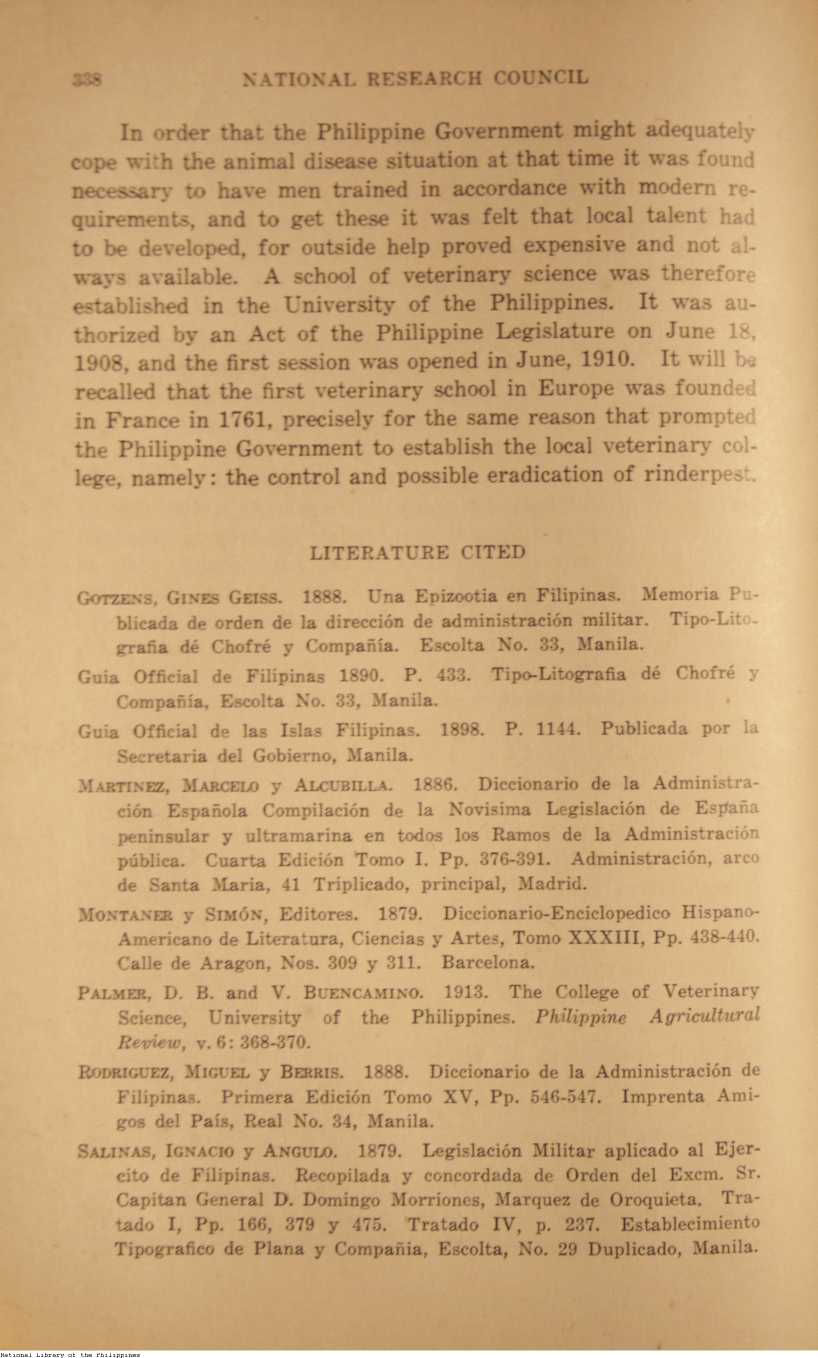 338 NATIONAL RESEARCH COUNCIL
In order that the Philippine Government might adequately
cope with the animal disease situation at that time it was found
necessary to have men trained in accordance with modern re-
quirements, and to get these it was felt that local talent had
to be developed, for outside help proved expensive and not al-
ways available. A school of veterinary science was therefore
established in the University of the Philippines. It was au-
thorized by an Act of the Philippine Legislature on June 18,
1908, and the first session was opened in June, 1910. It will be
recalled that the first veterinary school in Europe was founded
in France in 1761, precisely for the same reason that prompted
the Philippine Government to establish the local veterinary col-
lege, namely: the control and possible eradication of rinderpest.
LITERATURE CITED
GOTZENS, GINES GEISS. 1888. Una Epizootia en Filipinas. Memoria Pu-
blicada de orden de la dirección de administración militar. Tipo-Lito-
grafia dé Chofré y Compañía. Escolta No. 33, Manila.
Guia Official de Filipinas 1890. P. 433. Tipo-Litografia dé Chofré y
Compañía, Escolta No. 33, Manila.
Guia Official de las Islas Filipinas. 1898. P. 1144. Publicada por la
Secretaria del Gobierno, Manila.
MARTINEZ, MARCELO y ALCUBILLA. 1886. Diccionario de la Administra-
ción Española Compilación de la Novisima Legislación de España
peninsular y ultramarina en todos los Ramos de la Administración
pública. Cuarta Edición Tomo I. Pp. 376-391. Administración, arco
de Santa Maria, 41 Triplicado, principal, Madrid.
MONTANER y SIMÓN, Editores. 1879. Diccionario-Enciclopedico Hispano-
Americano de Literatura, Ciencias y Artes, Tomo XXXIII, Pp. 438-440.
Calle de Aragon, Nos. 309 y 311. Barcelona.
PALMER, D. B. and V. BUENCAMINO. 1913. The College of Veterinary
Science, University of the Philippines. Philippine Agricultural
Review, v. 6: 368-370.
RODRIGUEZ, MIGUEL y BERRIS. 1888. Diccionario de la Administración de
Filipinas. Primera Edición Tomo XV, Pp. 546-547. Imprenta Ami-
gos del País, Real No. 34, Manila.
SALINAS, IGNACIO y ANGULO. 1879. Legislación Militar aplicado al Ejer-
cito de Filipinas. Recopilada y concordada de Orden del Excm. Sr.
Capitan General D. Domingo Morriones, Marquez de Oroquieta. Tra-
tado I, Pp. 166, 379 y 475. Tratado IV, p. 237. Establecimiento
Tipografico de Plana y Compañia, Escolta, No. 29 Duplicado, Manila.
National Library of the Philippines